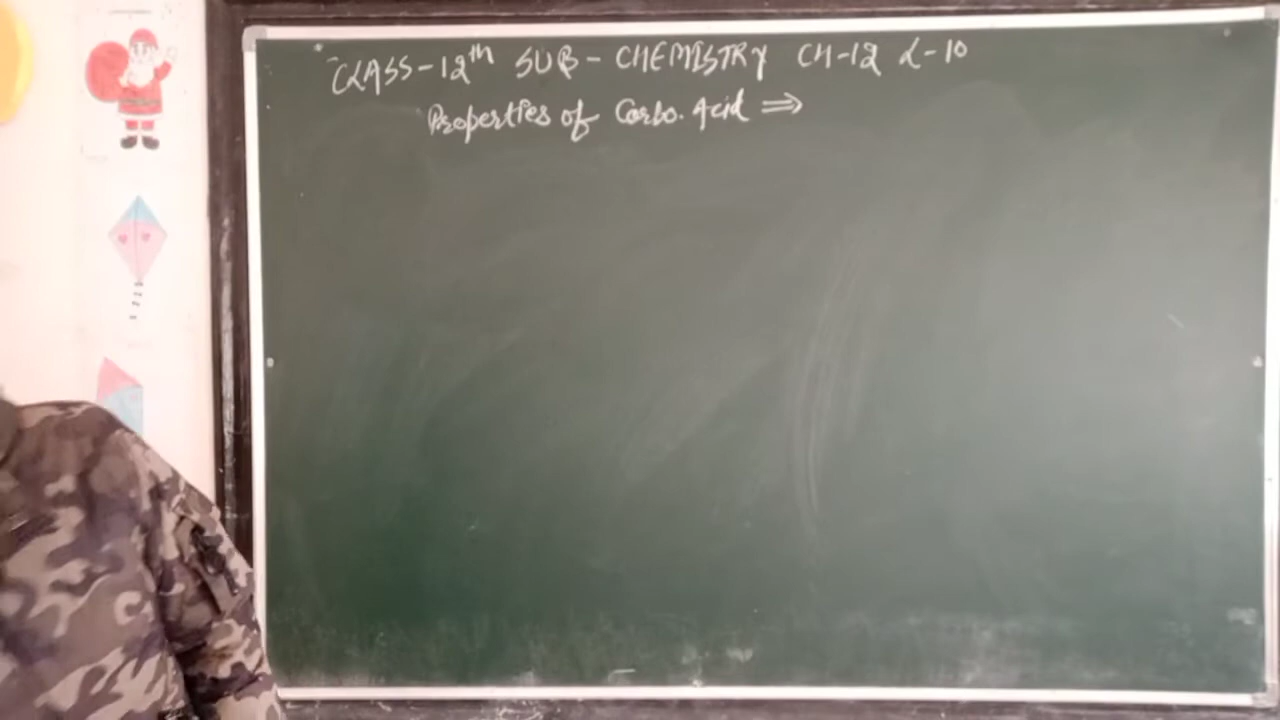 CLASS-12th SUB- CHEMISTRY CH-12 L-10
Properties of Carbo. Acid ⇒